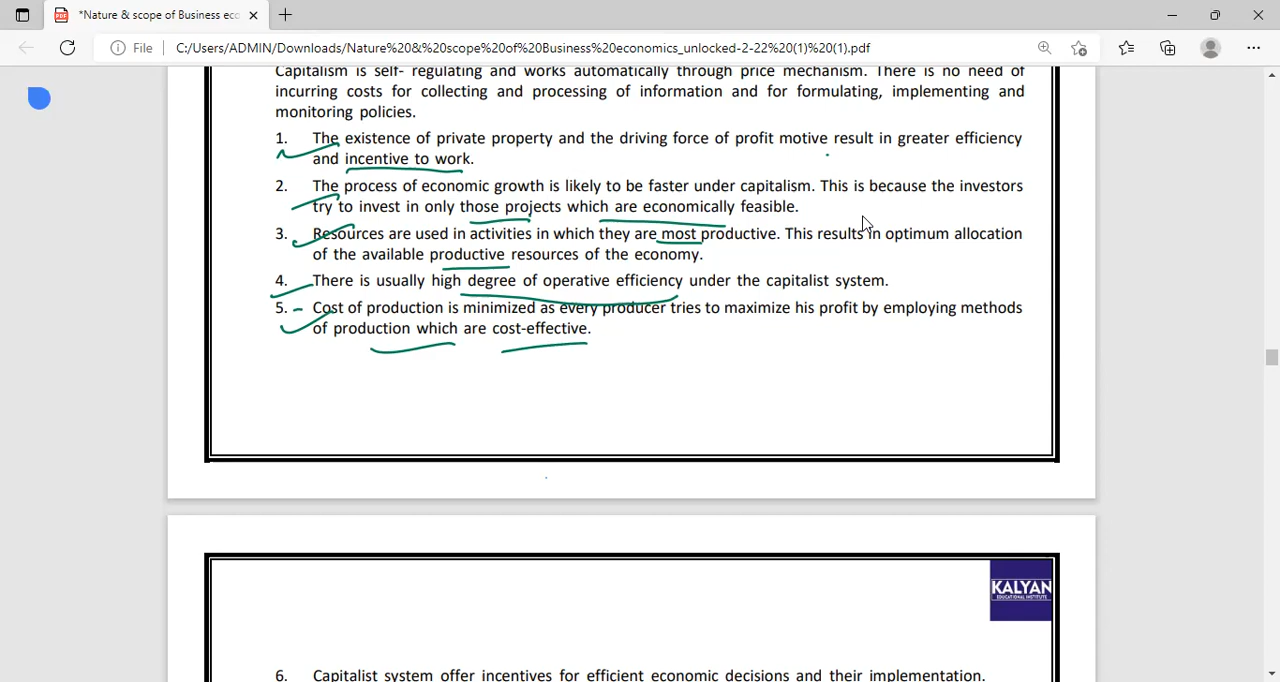 *Nature & scope of Business eco
File C:/Users/ADMIN/Downloads/Nature%20&%20scope%20of%20Business%20economics_unlocked-2-22%20(1)%20(1).pdf
Capitalism is self- regulating and works automatically through price mechanism. There is no need of
incurring costs for collecting and processing of information and for formulating, implementing and
monitoring policies.
1. The existence of private property and the driving force of profit motive result in greater efficiency
and incentive to work.
2. The process of economic growth is likely to be faster under capitalism. This is because the investors
try to invest in only those projects which are economically feasible.
3. Resources are used in activities in which they are most productive. This results in optimum allocation
of the available productive resources of the economy.
4. There is usually high degree of operative efficiency under the capitalist system.
5. Cost of production is minimized as every producer tries to maximize his profit by employing methods
of production which are cost-effective.
KALYAN
EDUCATIONAL INSTITUTE
6. Capitalist system offer incentives for efficient economic decisions and their implementation.